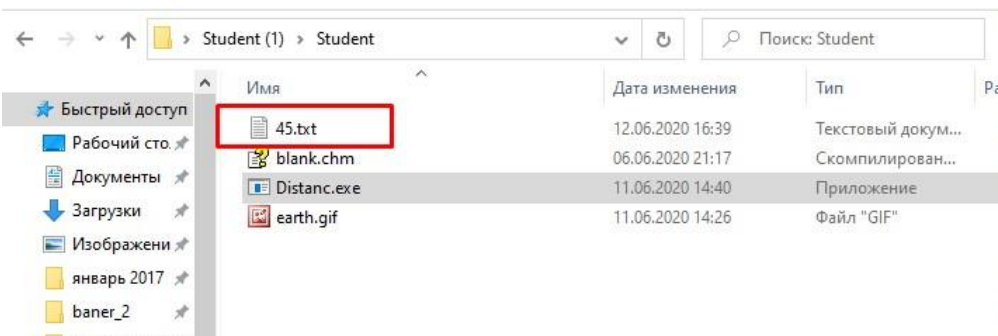 Student (1) > Student
Поиск: Student
Имя Дата изменения Тип Ра
Быстрый доступ
45.txt 12.06.2020 16:39 Текстовый докум...
Рабочий сто.
blank.chm 06.06.2020 21:17 Скомпилирован...
Документы
Distanc.exe 11.06.2020 14:40 Приложение
Загрузки
earth.gif 11.06.2020 14:26 Файл "GIF"
Изображени
январь 2017
baner_2